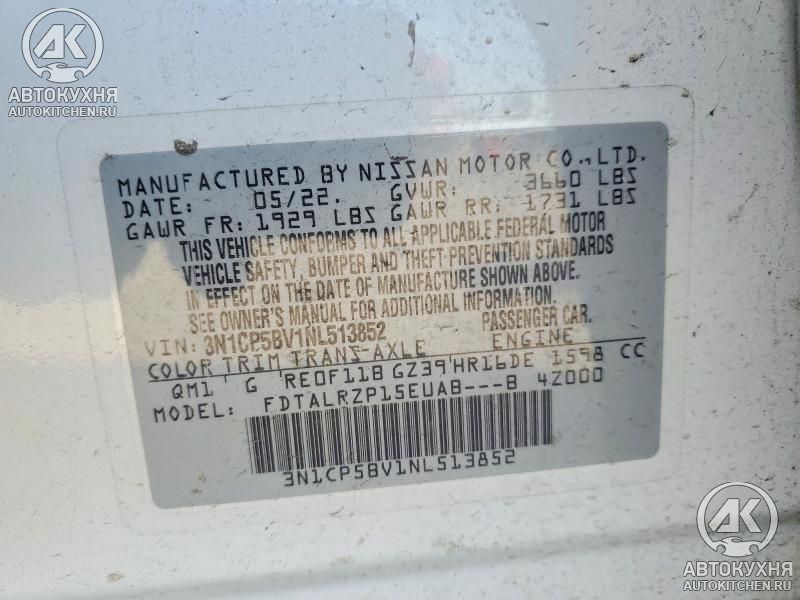 АК
АВТОКУХНЯ
AUTOKITCHEN.RU
MANUFACTURED BY NISSAN MOTOR CO.,LTD.
DATE: 05/22. GVWR: 3660 LBS
GAWR FR: 1929 LBS GAWR RR: 1731 LBS
THIS VEHICLE CONFORMS TO ALL APPLICABLE FEDERAL MOTOR
VEHICLE SAFETY, BUMPER AND THEFT PREVENTION STANDARDS
IN EFFECT ON THE DATE OF MANUFACTURE SHOWN ABOVE.
SEE OWNER'S MANUAL FOR ADDITIONAL INFORMATION.
VIN: 3N1CP5BV1NL513852 PASSENGER CAR.
COLOR TRIM TRANS AXLE ENGINE
QM1 G RE0F11B GZ39 HR16DE 1598 CC
MODEL: FDTALRZP15EUAB---B 4Z000
3N1CP5BV1NL513852
АК
АВТОКУХНЯ
AUTOKITCHEN.RU